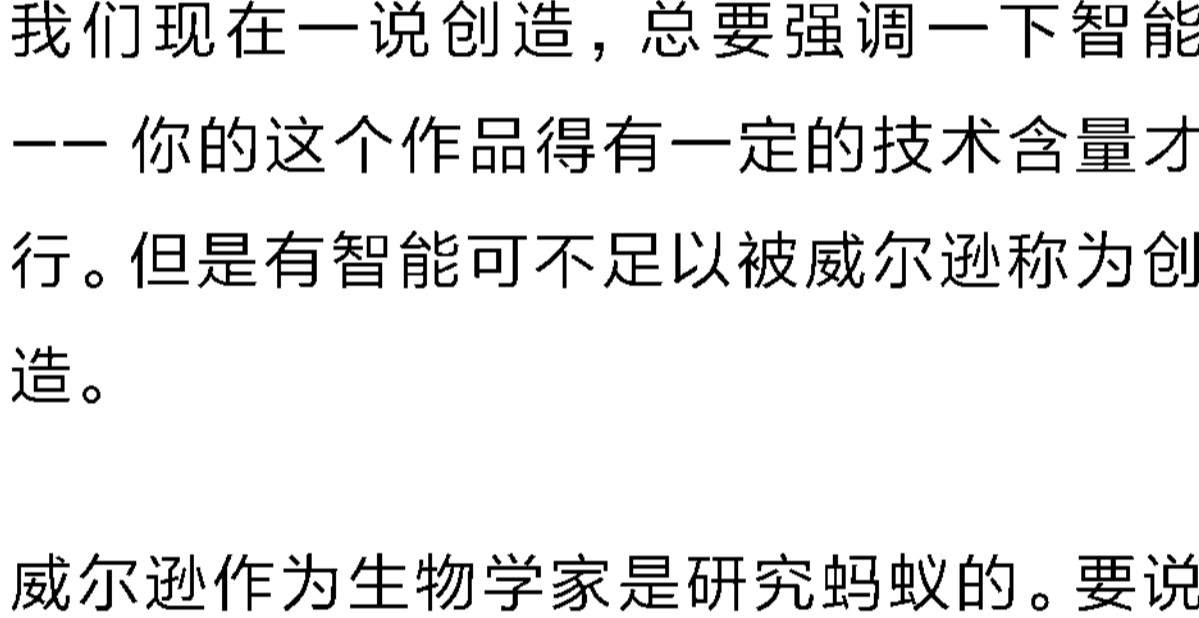 我们现在一说创造，总要强调一下智能
—— 你的这个作品得有一定的技术含量才
行。但是有智能可不足以被威尔逊称为创
造。
威尔逊作为生物学家是研究蚂蚁的。要说